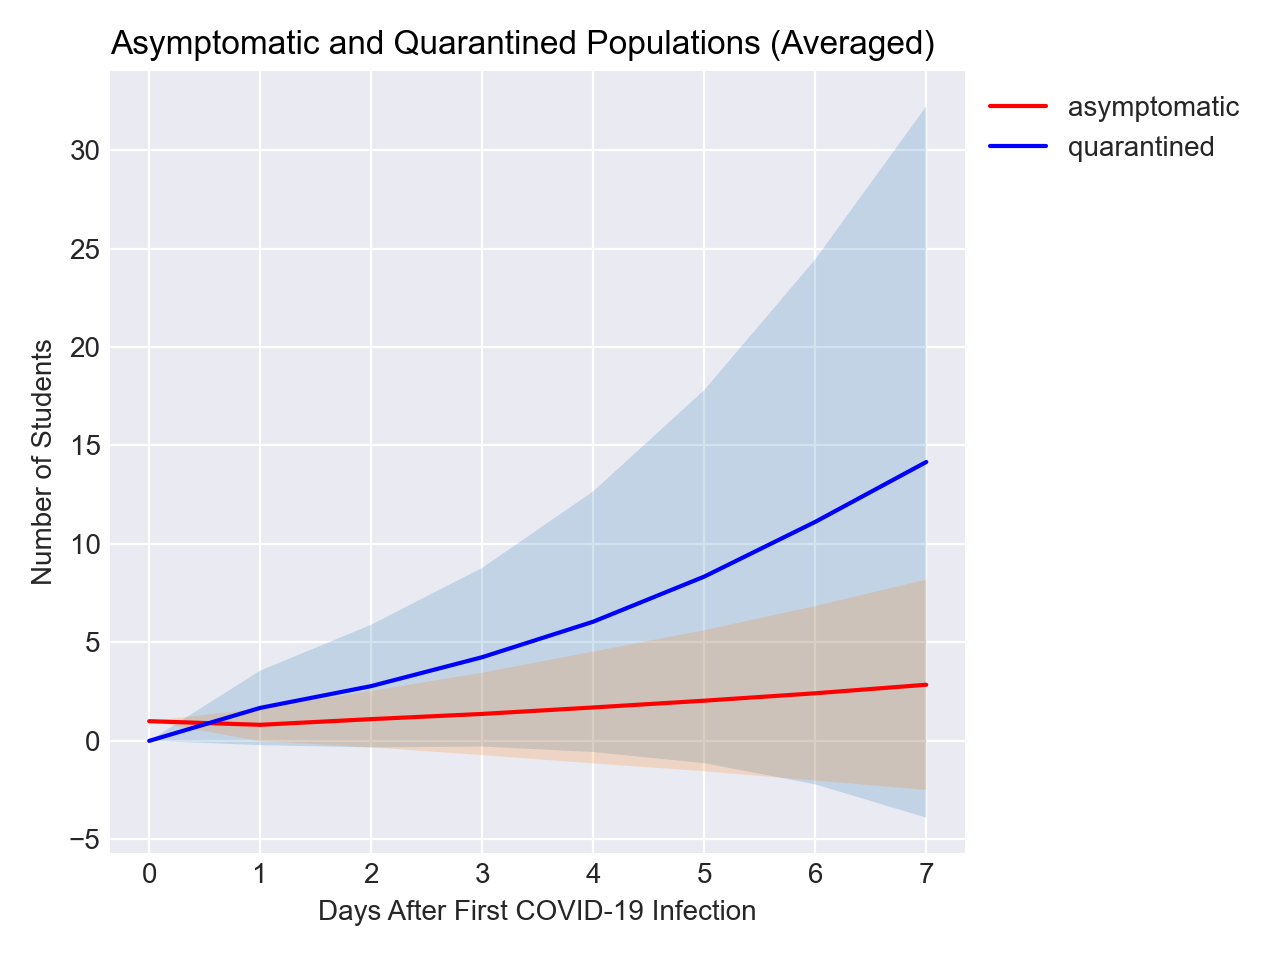 Asymptomatic and Quarantined Populations (Averaged)
asymptomatic
quarantined
Number of Students
30
25
20
15
10
5
0
−5
0 1 2 3 4 5 6 7
Days After First COVID-19 Infection